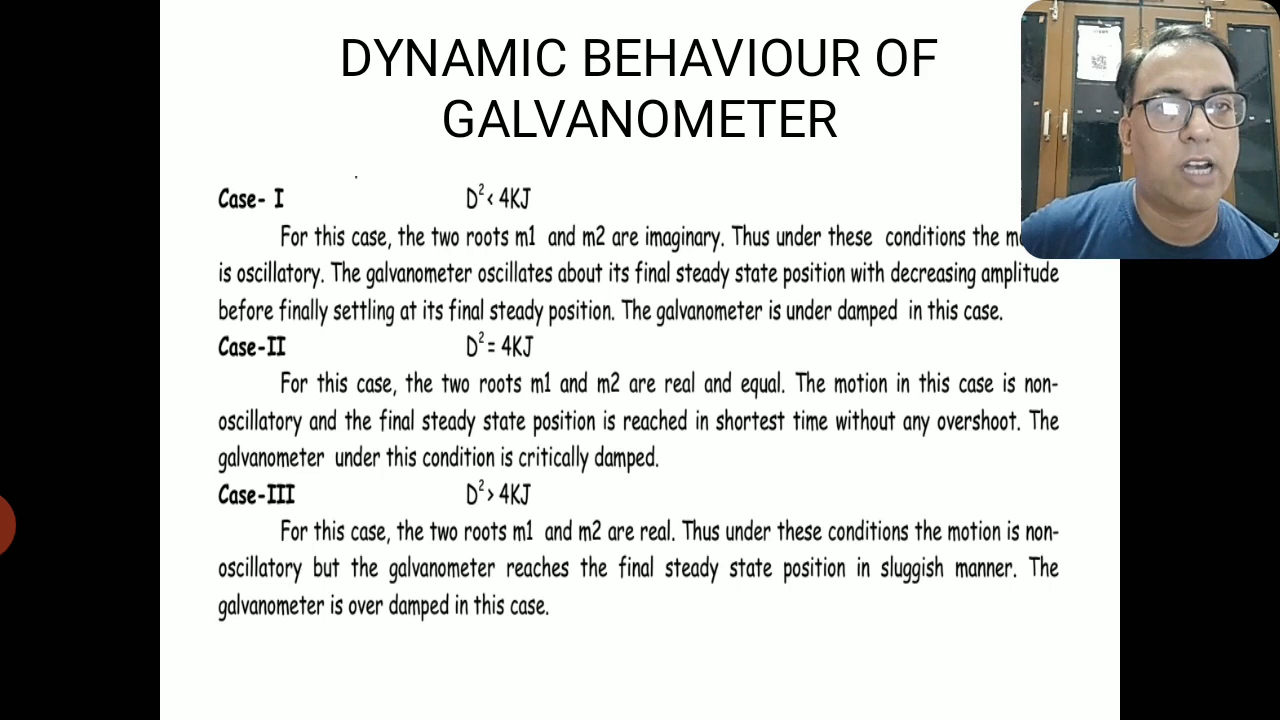 DYNAMIC BEHAVIOUR OF
GALVANOMETER
Case- I D² < 4KJ
For this case, the two roots m1 and m2 are imaginary. Thus under these conditions the
is oscillatory. The galvanometer oscillates about its final steady state position with decreasing amplitude
before finally settling at its final steady position. The galvanometer is under damped in this case.
Case-II D² = 4KJ
For this case, the two roots m1 and m2 are real and equal. The motion in this case is non-
oscillatory and the final steady state position is reached in shortest time without any overshoot. The
galvanometer under this condition is critically damped.
Case-III D² > 4KJ
For this case, the two roots m1 and m2 are real. Thus under these conditions the motion is non-
oscillatory but the galvanometer reaches the final steady state position in sluggish manner. The
galvanometer is over damped in this case.